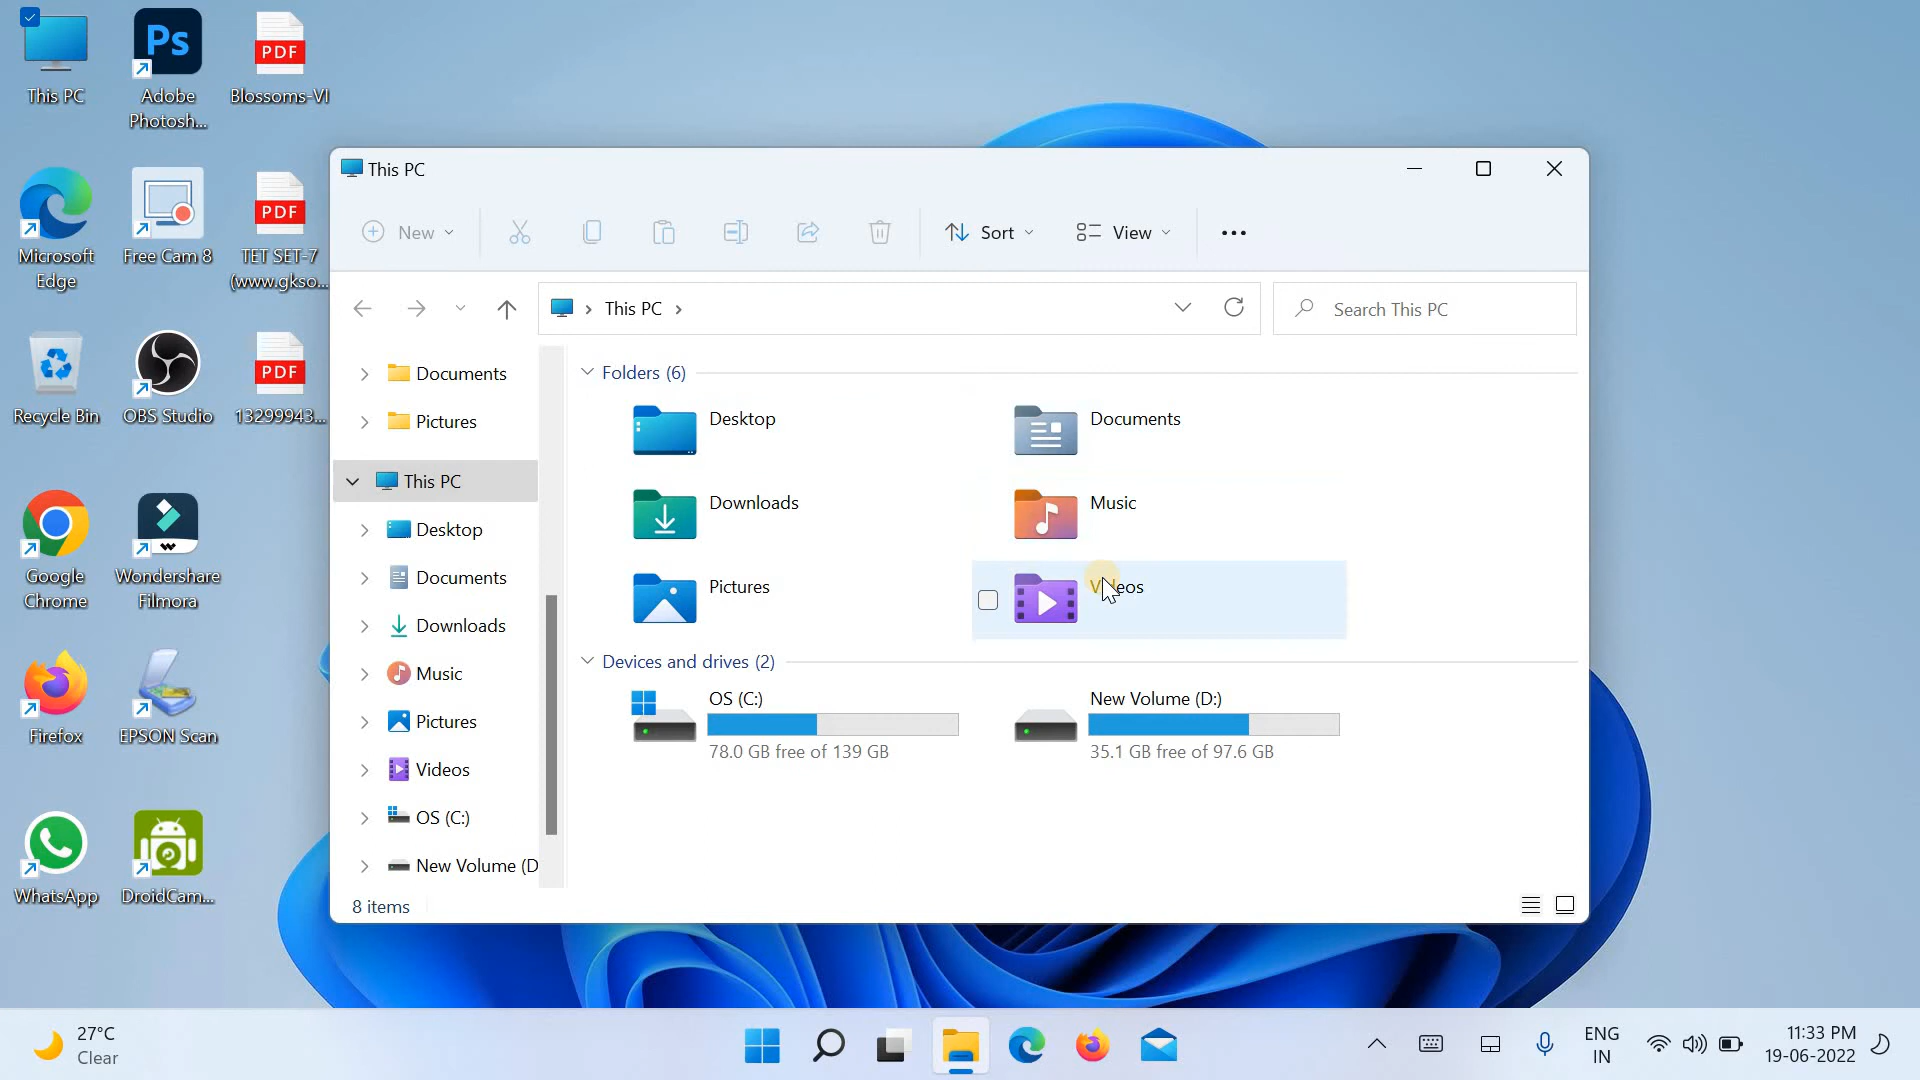 This PC
Adobe
Photosh...
Ps
PDF
Blossoms-VI
Microsoft
Edge
Free Cam 8
PDF
TET SET-7
(www.gkso...
Recycle Bin
OBS Studio
PDF
13299943...
Google
Chrome
Wondershare
Filmora
Firefox
EPSON Scan
WhatsApp
DroidCam...
This PC
New
Sort
View
This PC
Search This PC
Documents
Pictures
This PC
Desktop
Documents
Downloads
Music
Pictures
Videos
OS (C:)
New Volume (D
Folders (6)
Desktop
Documents
Downloads
Music
Pictures
Videos
Devices and drives (2)
OS (C:)
78.0 GB free of 139 GB
New Volume (D:)
35.1 GB free of 97.6 GB
8 items
27°C
Clear
ENG
IN
11:33 PM
19-06-2022